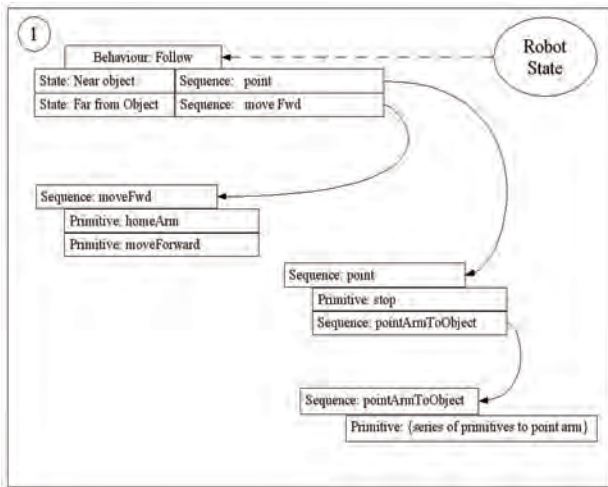 1
Behaviour: Follow
Robot
State
State: Near object Sequence: point
State: Far from Object Sequence: move Fwd
Sequence: moveFwd
Primitive: homeArm
Primitive: moveForward
Sequence: point
Primitive: stop
Sequence: pointArmToObject
Sequence: pointArmToObject
Primitive: {series of primitives to point arm}